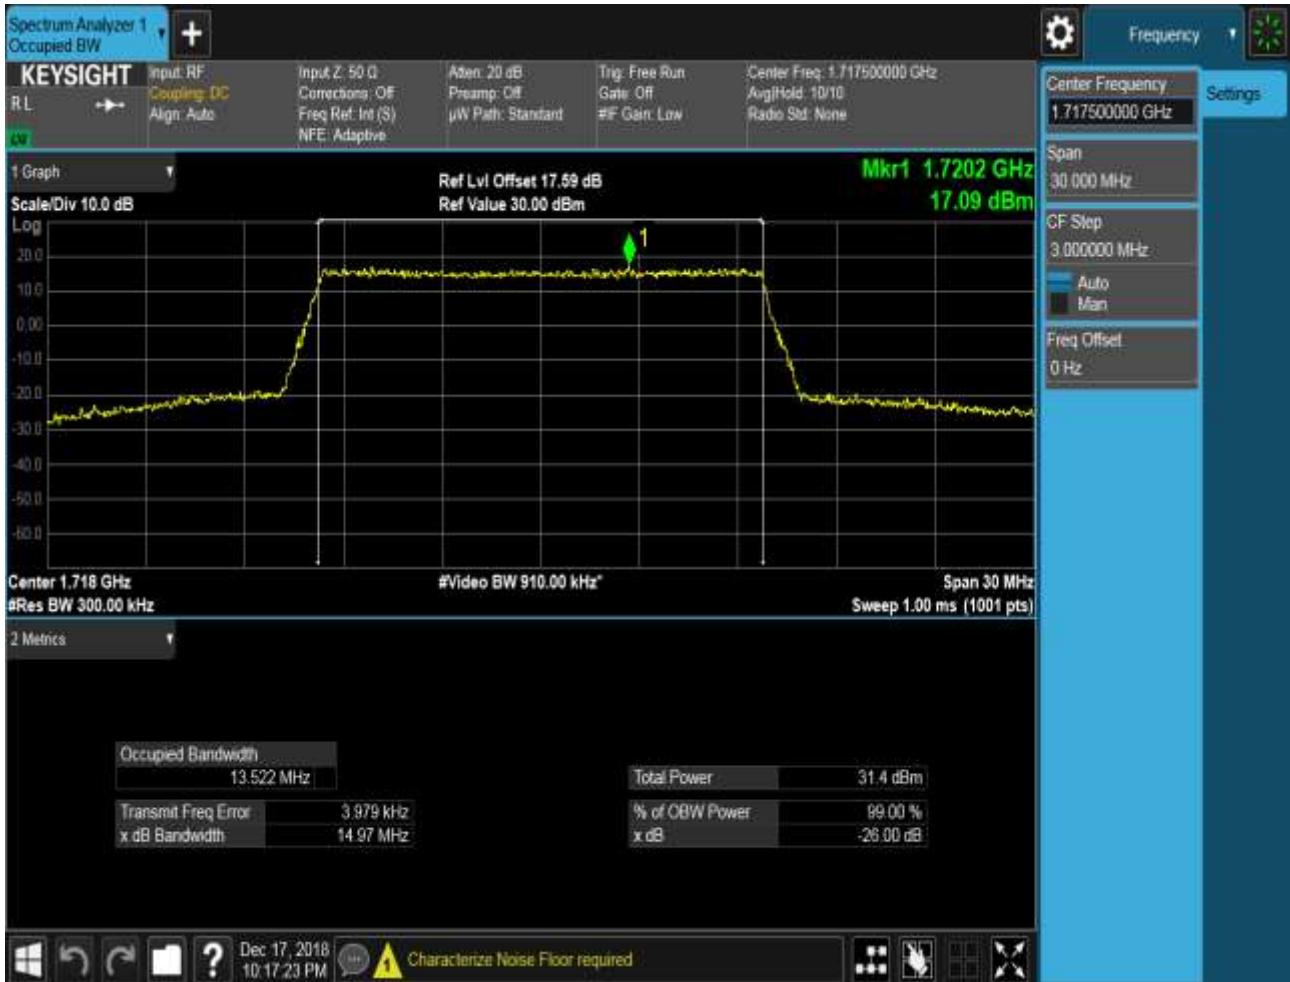 Spectrum Analyzer 1
Occupied BW
Frequency
KEYSIGHT
RL
Input: RF
Coupling: DC
Align: Auto
Input Z: 50 Ω
Corrections: Off
Freq Ref: Int (S)
NFE: Adaptive
Atten: 20 dB
Preamp: Off
µW Path: Standard
Trig: Free Run
Gate: Off
#IF Gain: Low
Center Freq: 1.717500000 GHz
Avg|Hold: 10/10
Radio Std: None
Center Frequency
1.717500000 GHz
Settings
Span
30.000 MHz
CF Step
3.000000 MHz
Auto
Man
Freq Offset
0 Hz
1 Graph
Scale/Div 10.0 dB
Ref Lvl Offset 17.59 dB
Ref Value 30.00 dBm
Mkr1 1.7202 GHz
17.09 dBm
Log
1
20.0
10.0
0.00
-10.0
-20.0
-30.0
-40.0
-50.0
-60.0
Center 1.718 GHz
#Video BW 910.00 kHz*
Span 30 MHz
#Res BW 300.00 kHz
Sweep 1.00 ms (1001 pts)
2 Metrics
Occupied Bandwidth
13.522 MHz
Total Power 31.4 dBm
Transmit Freq Error 3.979 kHz
% of OBW Power 99.00 %
x dB Bandwidth 14.97 MHz
x dB -26.00 dB
Dec 17, 2018
10:17:23 PM
Characterize Noise Floor required